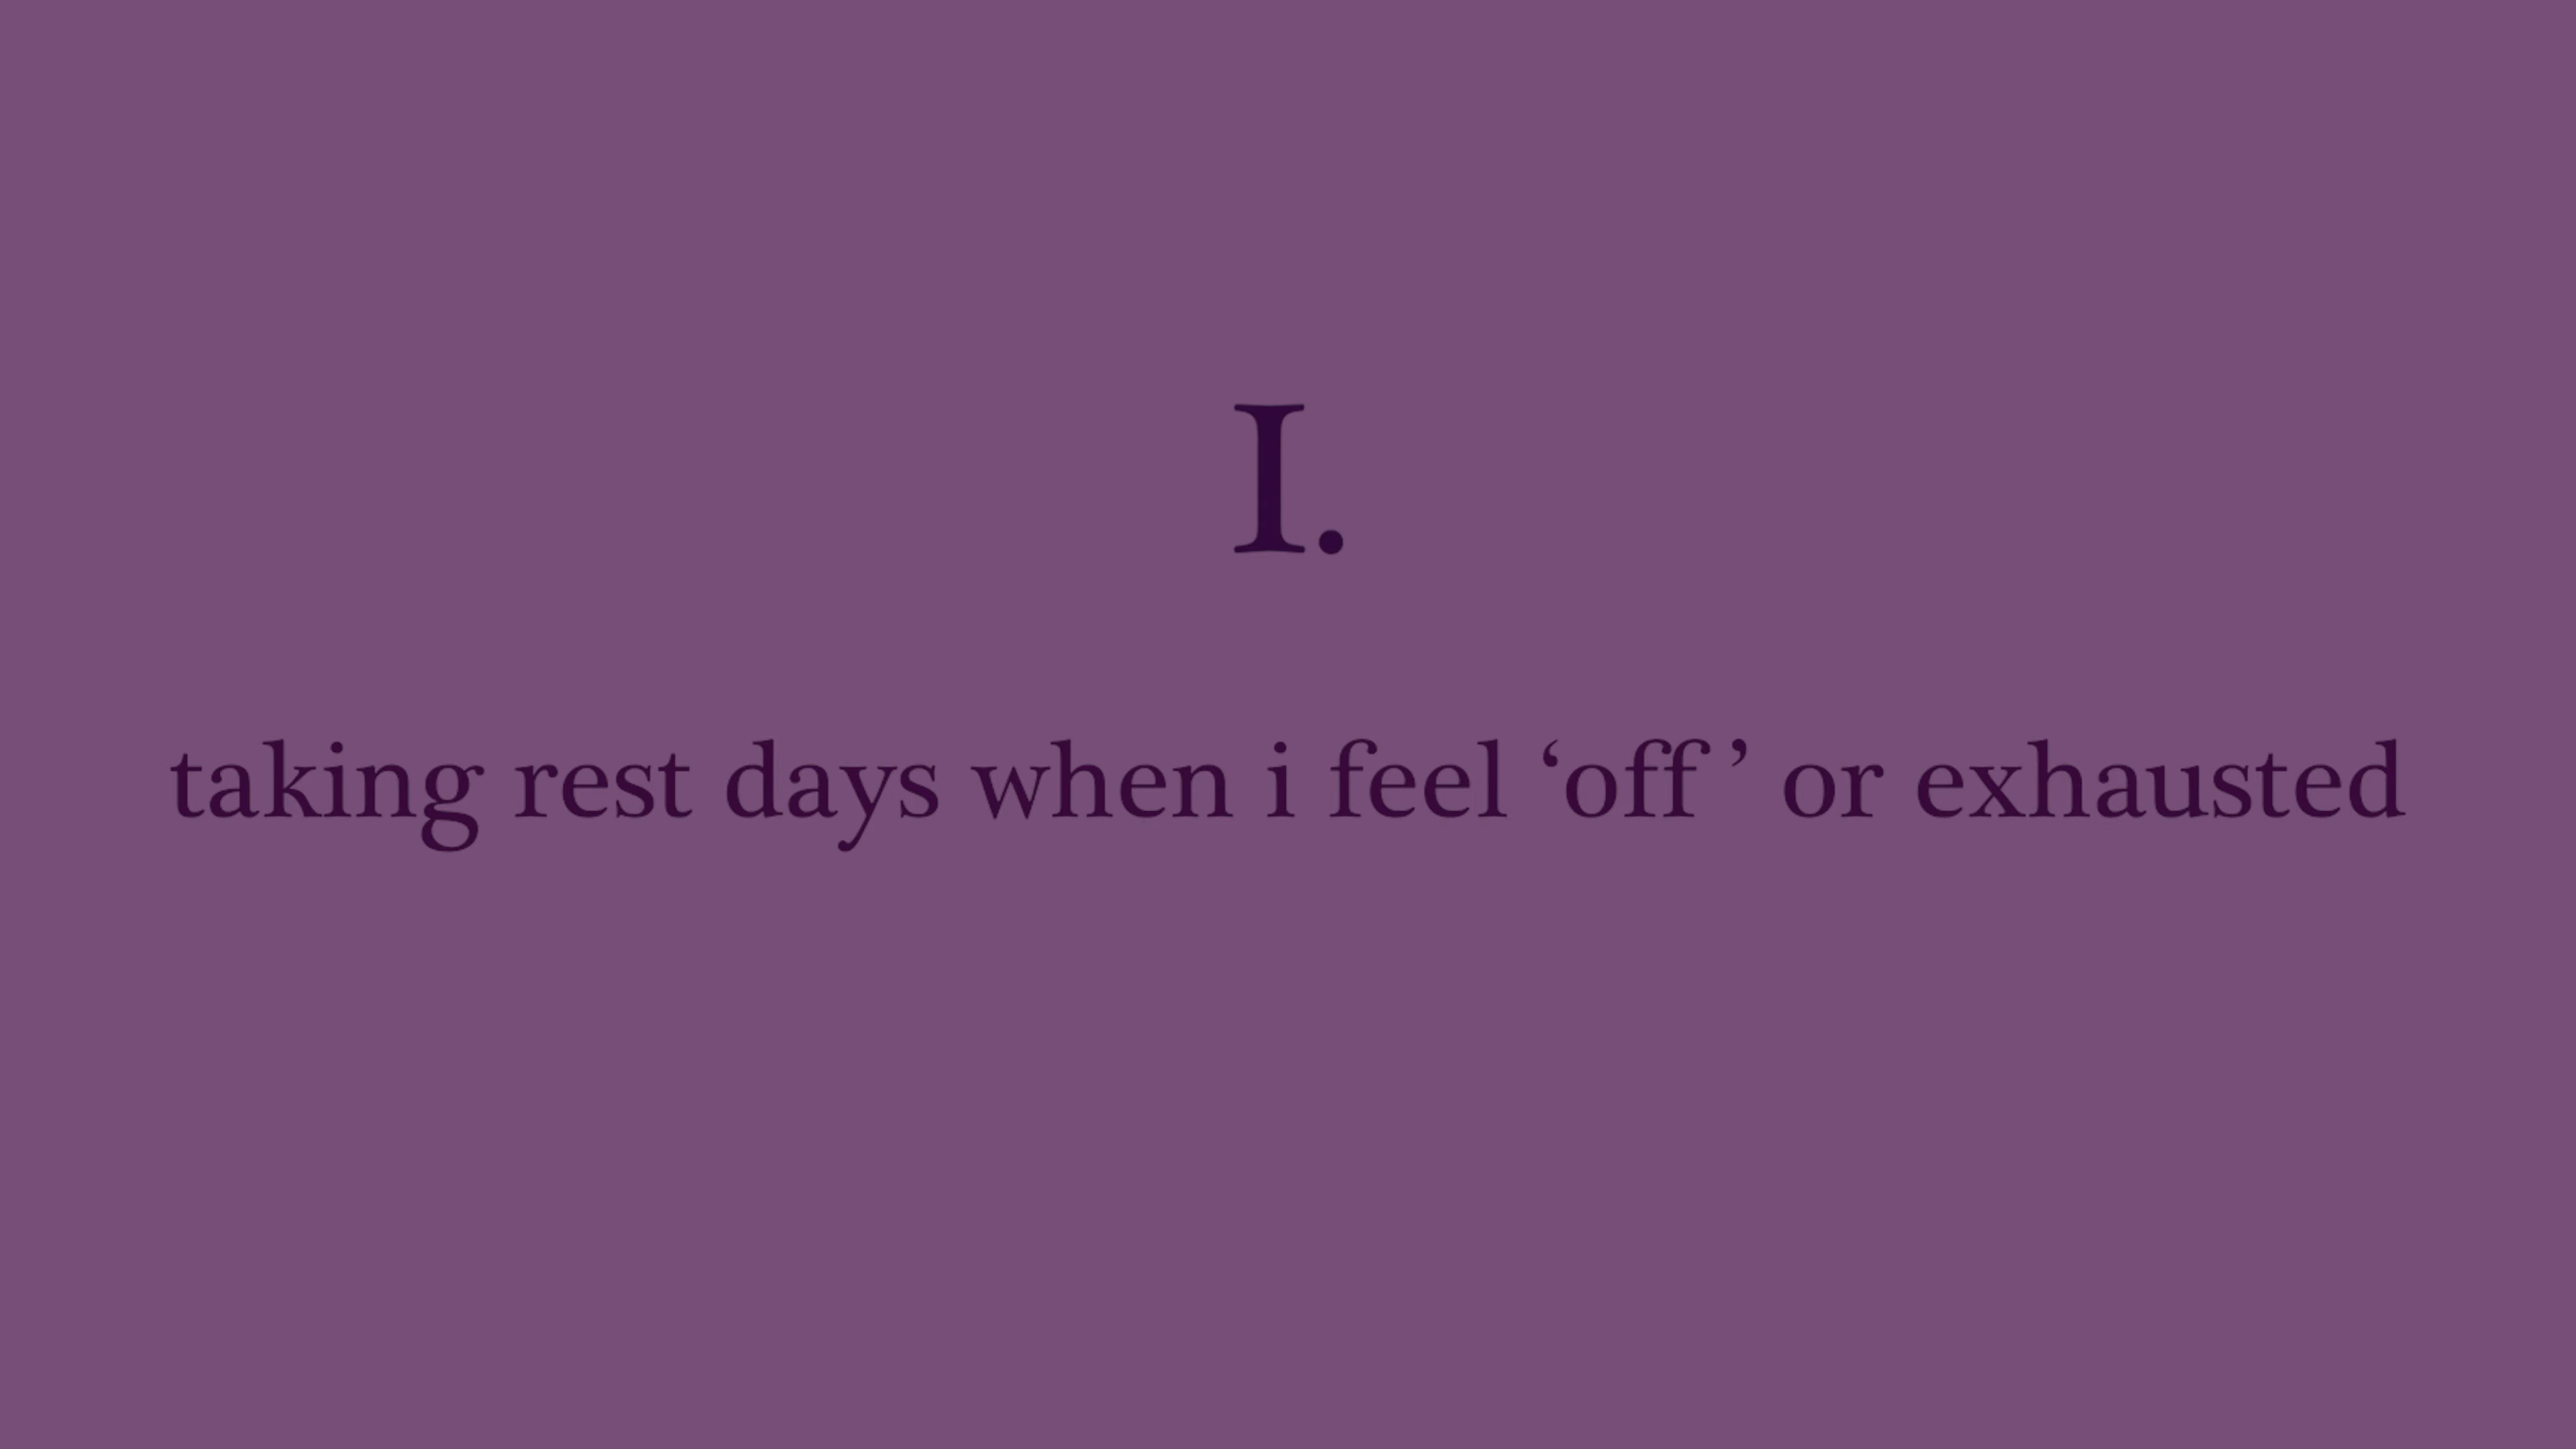 I.
taking rest days when i feel ‘off ’ or exhausted